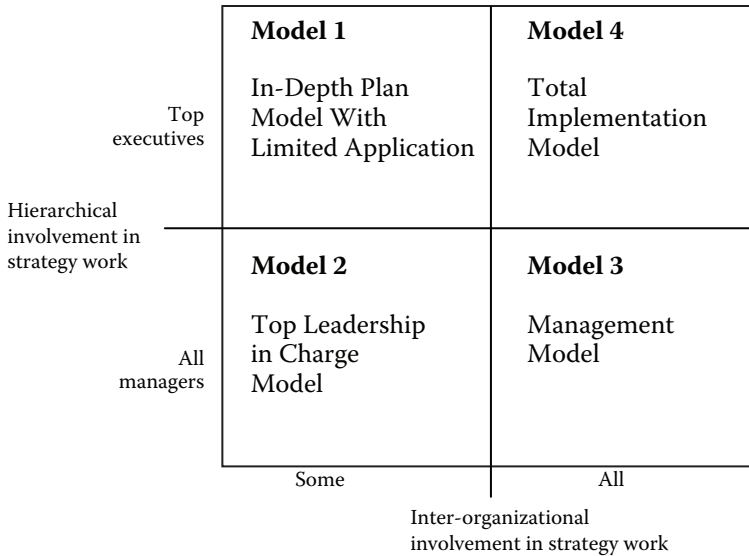 Model 1
In-Depth Plan
Model With
Limited Application
Model 4
Total
Implementation
Model
Top
executives
Hierarchical
involvement in
strategy work
Model 2
Top Leadership
in Charge
Model
Model 3
Management
Model
All
managers
Some
All
Inter-organizational
involvement in strategy work